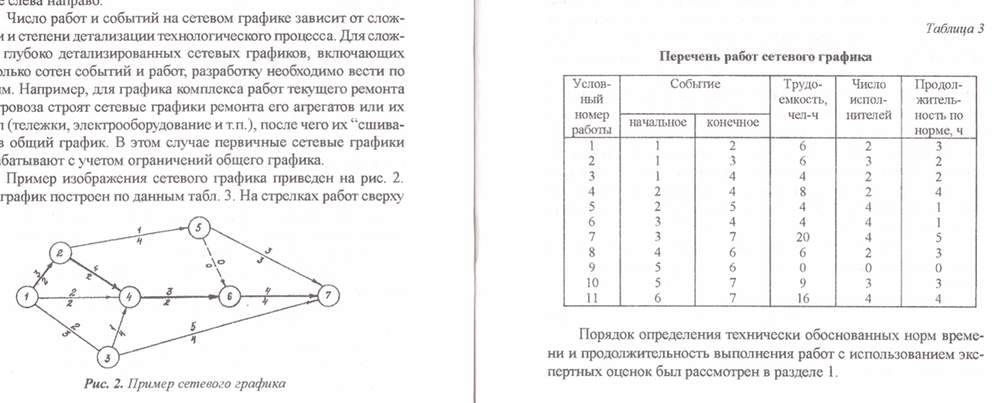 е слева направо.
Число работ и событий на сетевом графике зависит от слож-
и и степени детализации технологического процесса. Для слож-
глубоко детализированных сетевых графиков, включающих
олько сотен событий и работ, разработку необходимо вести по
м. Например, для графика комплекса работ текущего ремонта
тровоза строят сетевые графики ремонта его агрегатов или их
(тележки, электрооборудование и т.п.), после чего их “сшива-
в общий график. В этом случае первичные сетевые графики
абатывают с учетом ограничений общего графика.
Пример изображения сетевого графика приведен на рис. 2.
график построен по данным табл. 3. На стрелках работ сверху
1 2 3 4 5 6 7
3/2
1/4
4/2
2/2
2/3
1/4
3/2
0/0
3/3
4/4
5/4
Рис. 2. Пример сетевого графика
Таблица 3
Перечень работ сетевого графика
Услов-ный номер работы Событие Трудо-емкость, чел-ч Число испол-нителей Продол-житель-ность по норме, ч
начальное конечное
1 1 2 6 2 3
2 1 3 6 3 2
3 1 4 4 2 2
4 2 4 8 2 4
5 2 5 4 4 1
6 3 4 4 4 1
7 3 7 20 4 5
8 4 6 6 2 3
9 5 6 0 0 0
10 5 7 9 3 3
11 6 7 16 4 4
Порядок определения технически обоснованных норм време-
ни и продолжительность выполнения работ с использованием экс-
пертных оценок был рассмотрен в разделе 1.